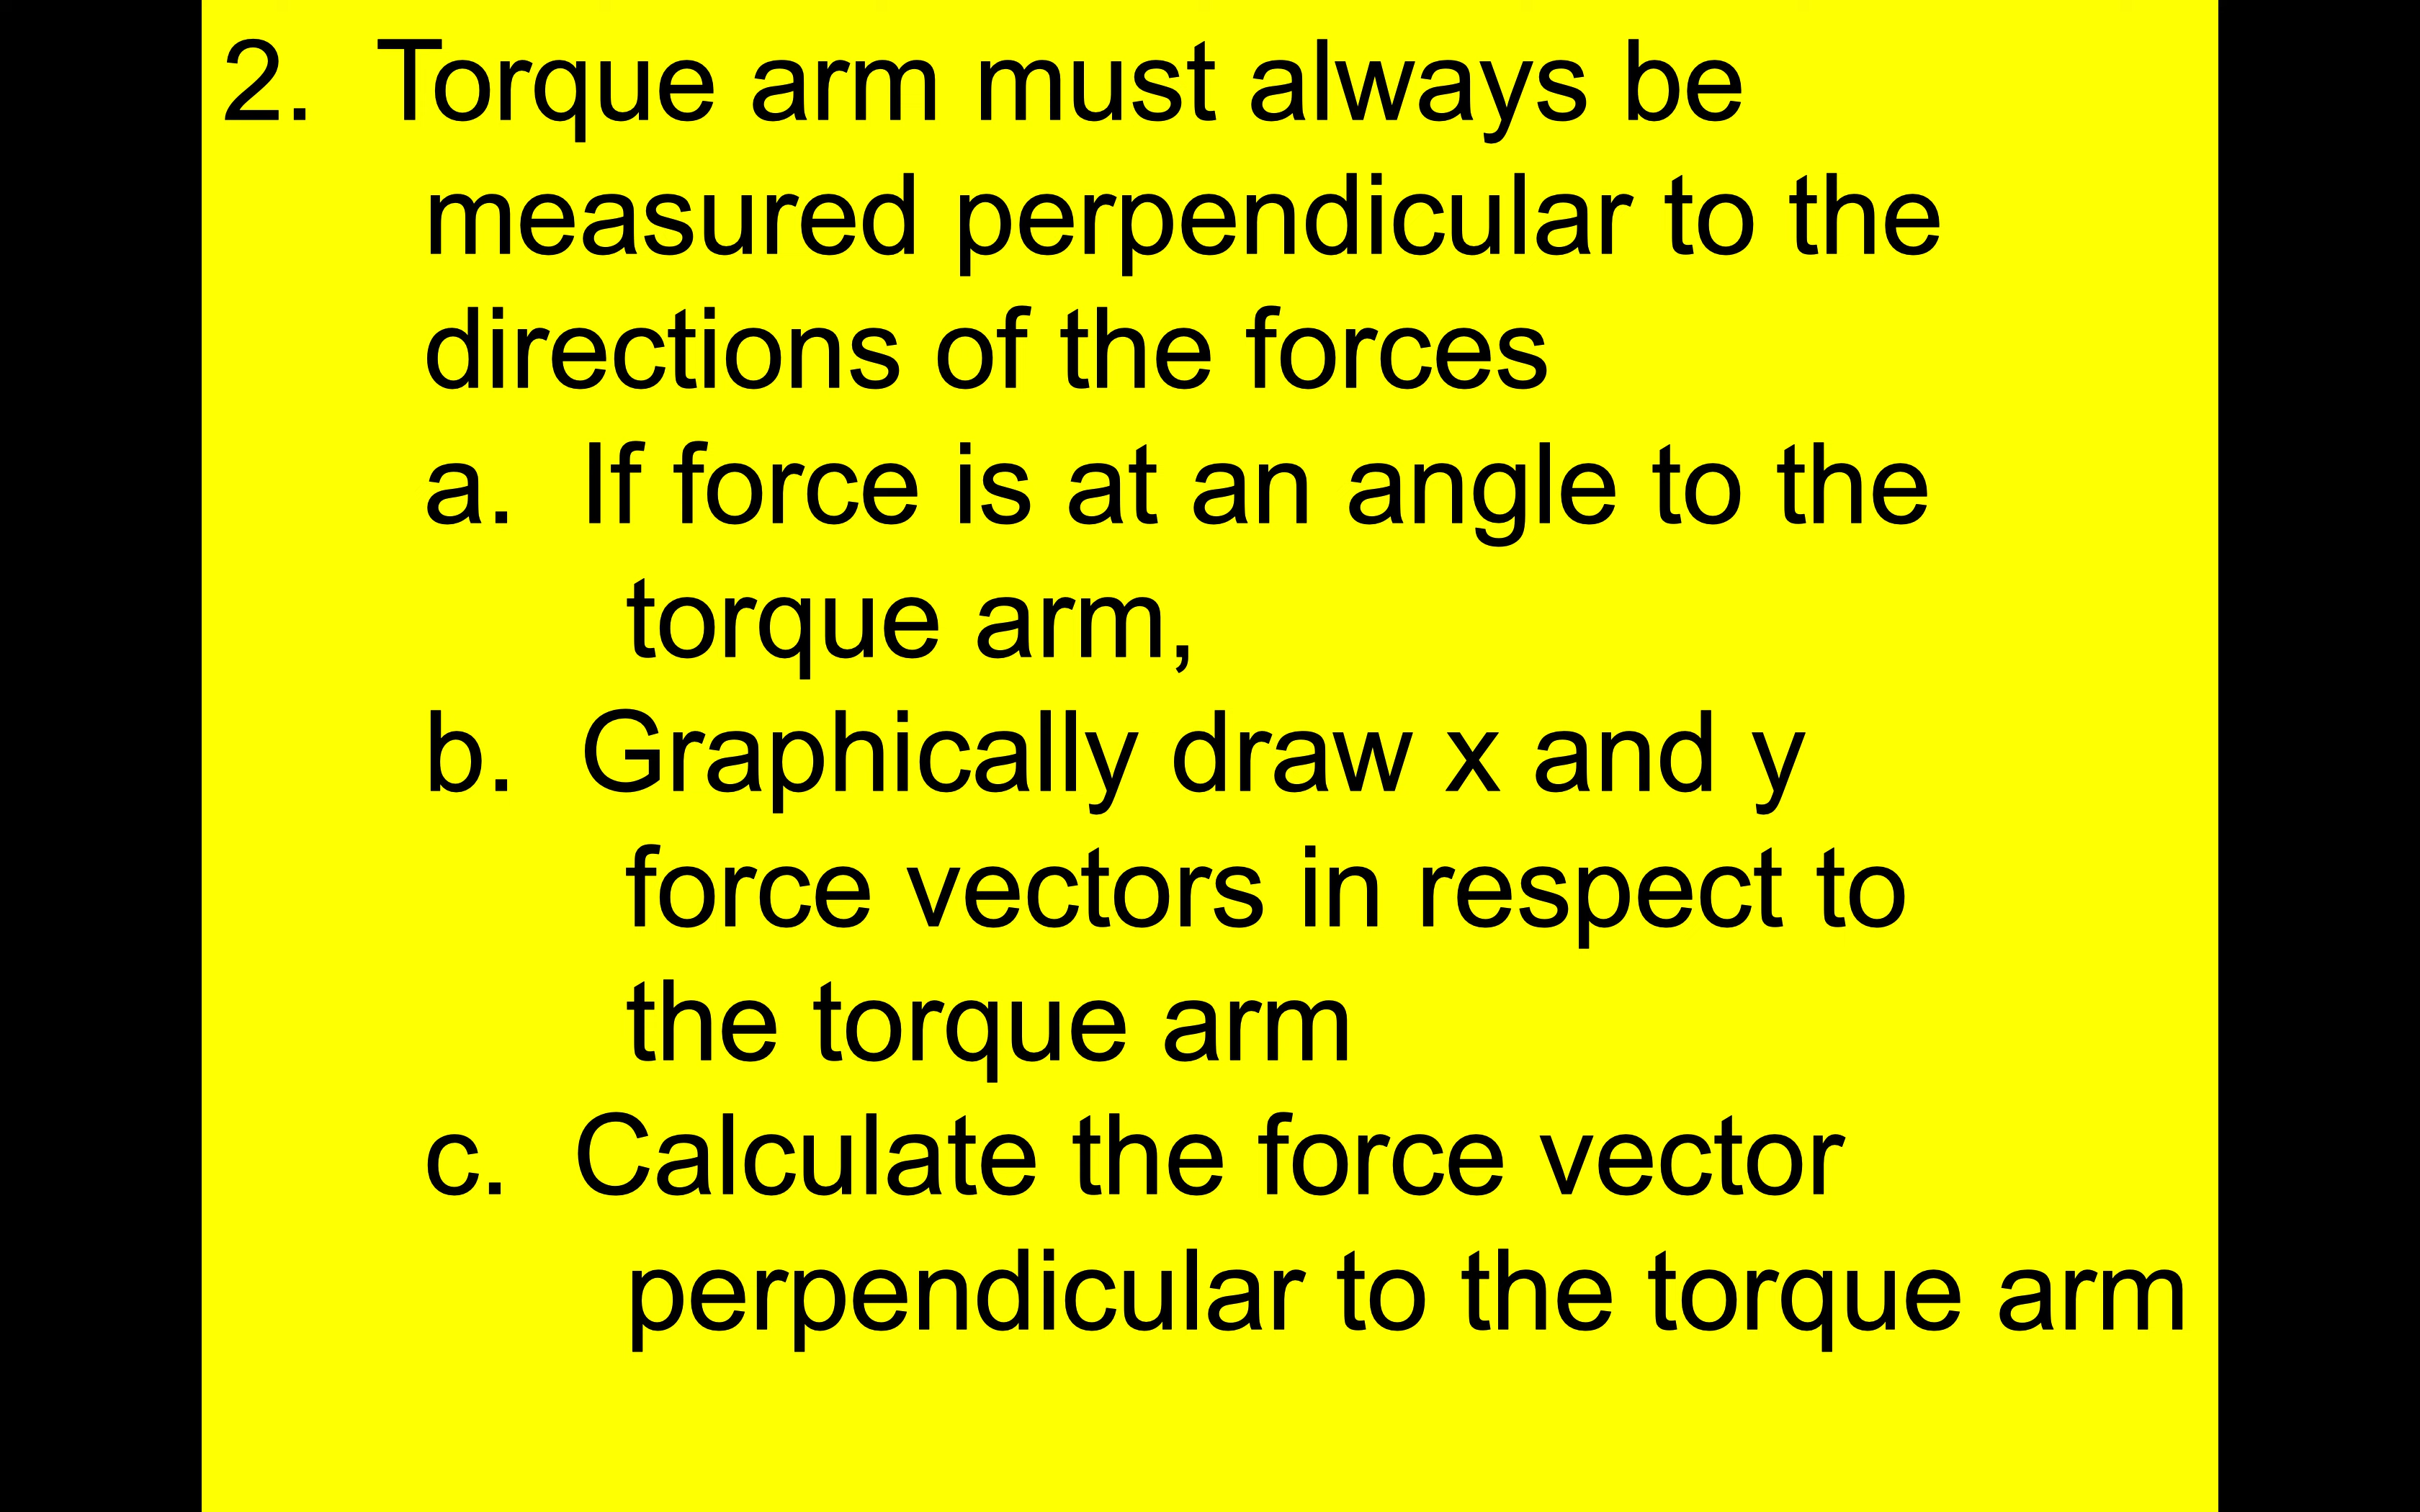 2. Torque arm must always be
measured perpendicular to the
directions of the forces
a. If force is at an angle to the
torque arm,
b. Graphically draw x and y
force vectors in respect to
the torque arm
c. Calculate the force vector
perpendicular to the torque arm